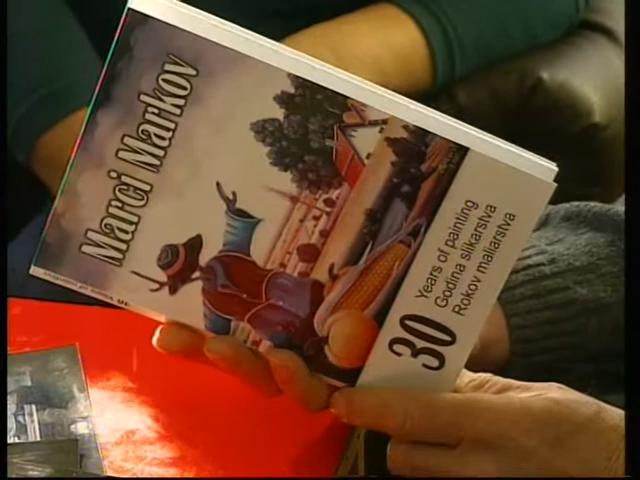 Marci Markov
30
Years of painting
Godina slikarstva
Rokov maliarstva